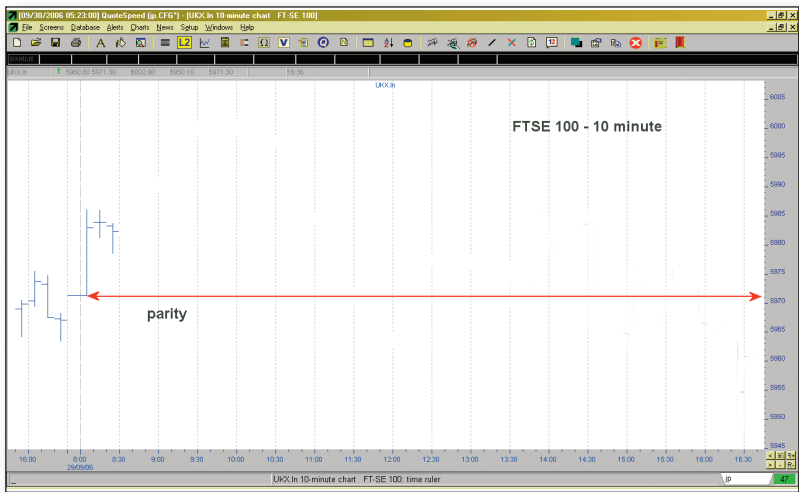 [09/30/2006 05:23:00] QuoteSpeed (jp.CFG*) - [UKX.In 10-minute chart FT-SE 100]
File Screens Database Alerts Charts News Setup Windows Help
A L2 Ω V 12
UKX.In 5960.80 5971.30 6002.90 5950.10 5971.30 16:36
UKX.In
FTSE 100 - 10 minute
6005
6000
5995
5990
5985
5980
5975
5970
parity
5965
5960
5955
5950
5945
16:00 8:00 8:30 9:00 9:30 10:00 10:30 11:00 11:30 12:00 12:30 13:00 13:30 14:00 14:30 15:00 15:30 16:00 16:30
29/09/06
UKX.In 10-minute chart FT-SE 100: time ruler jp 47